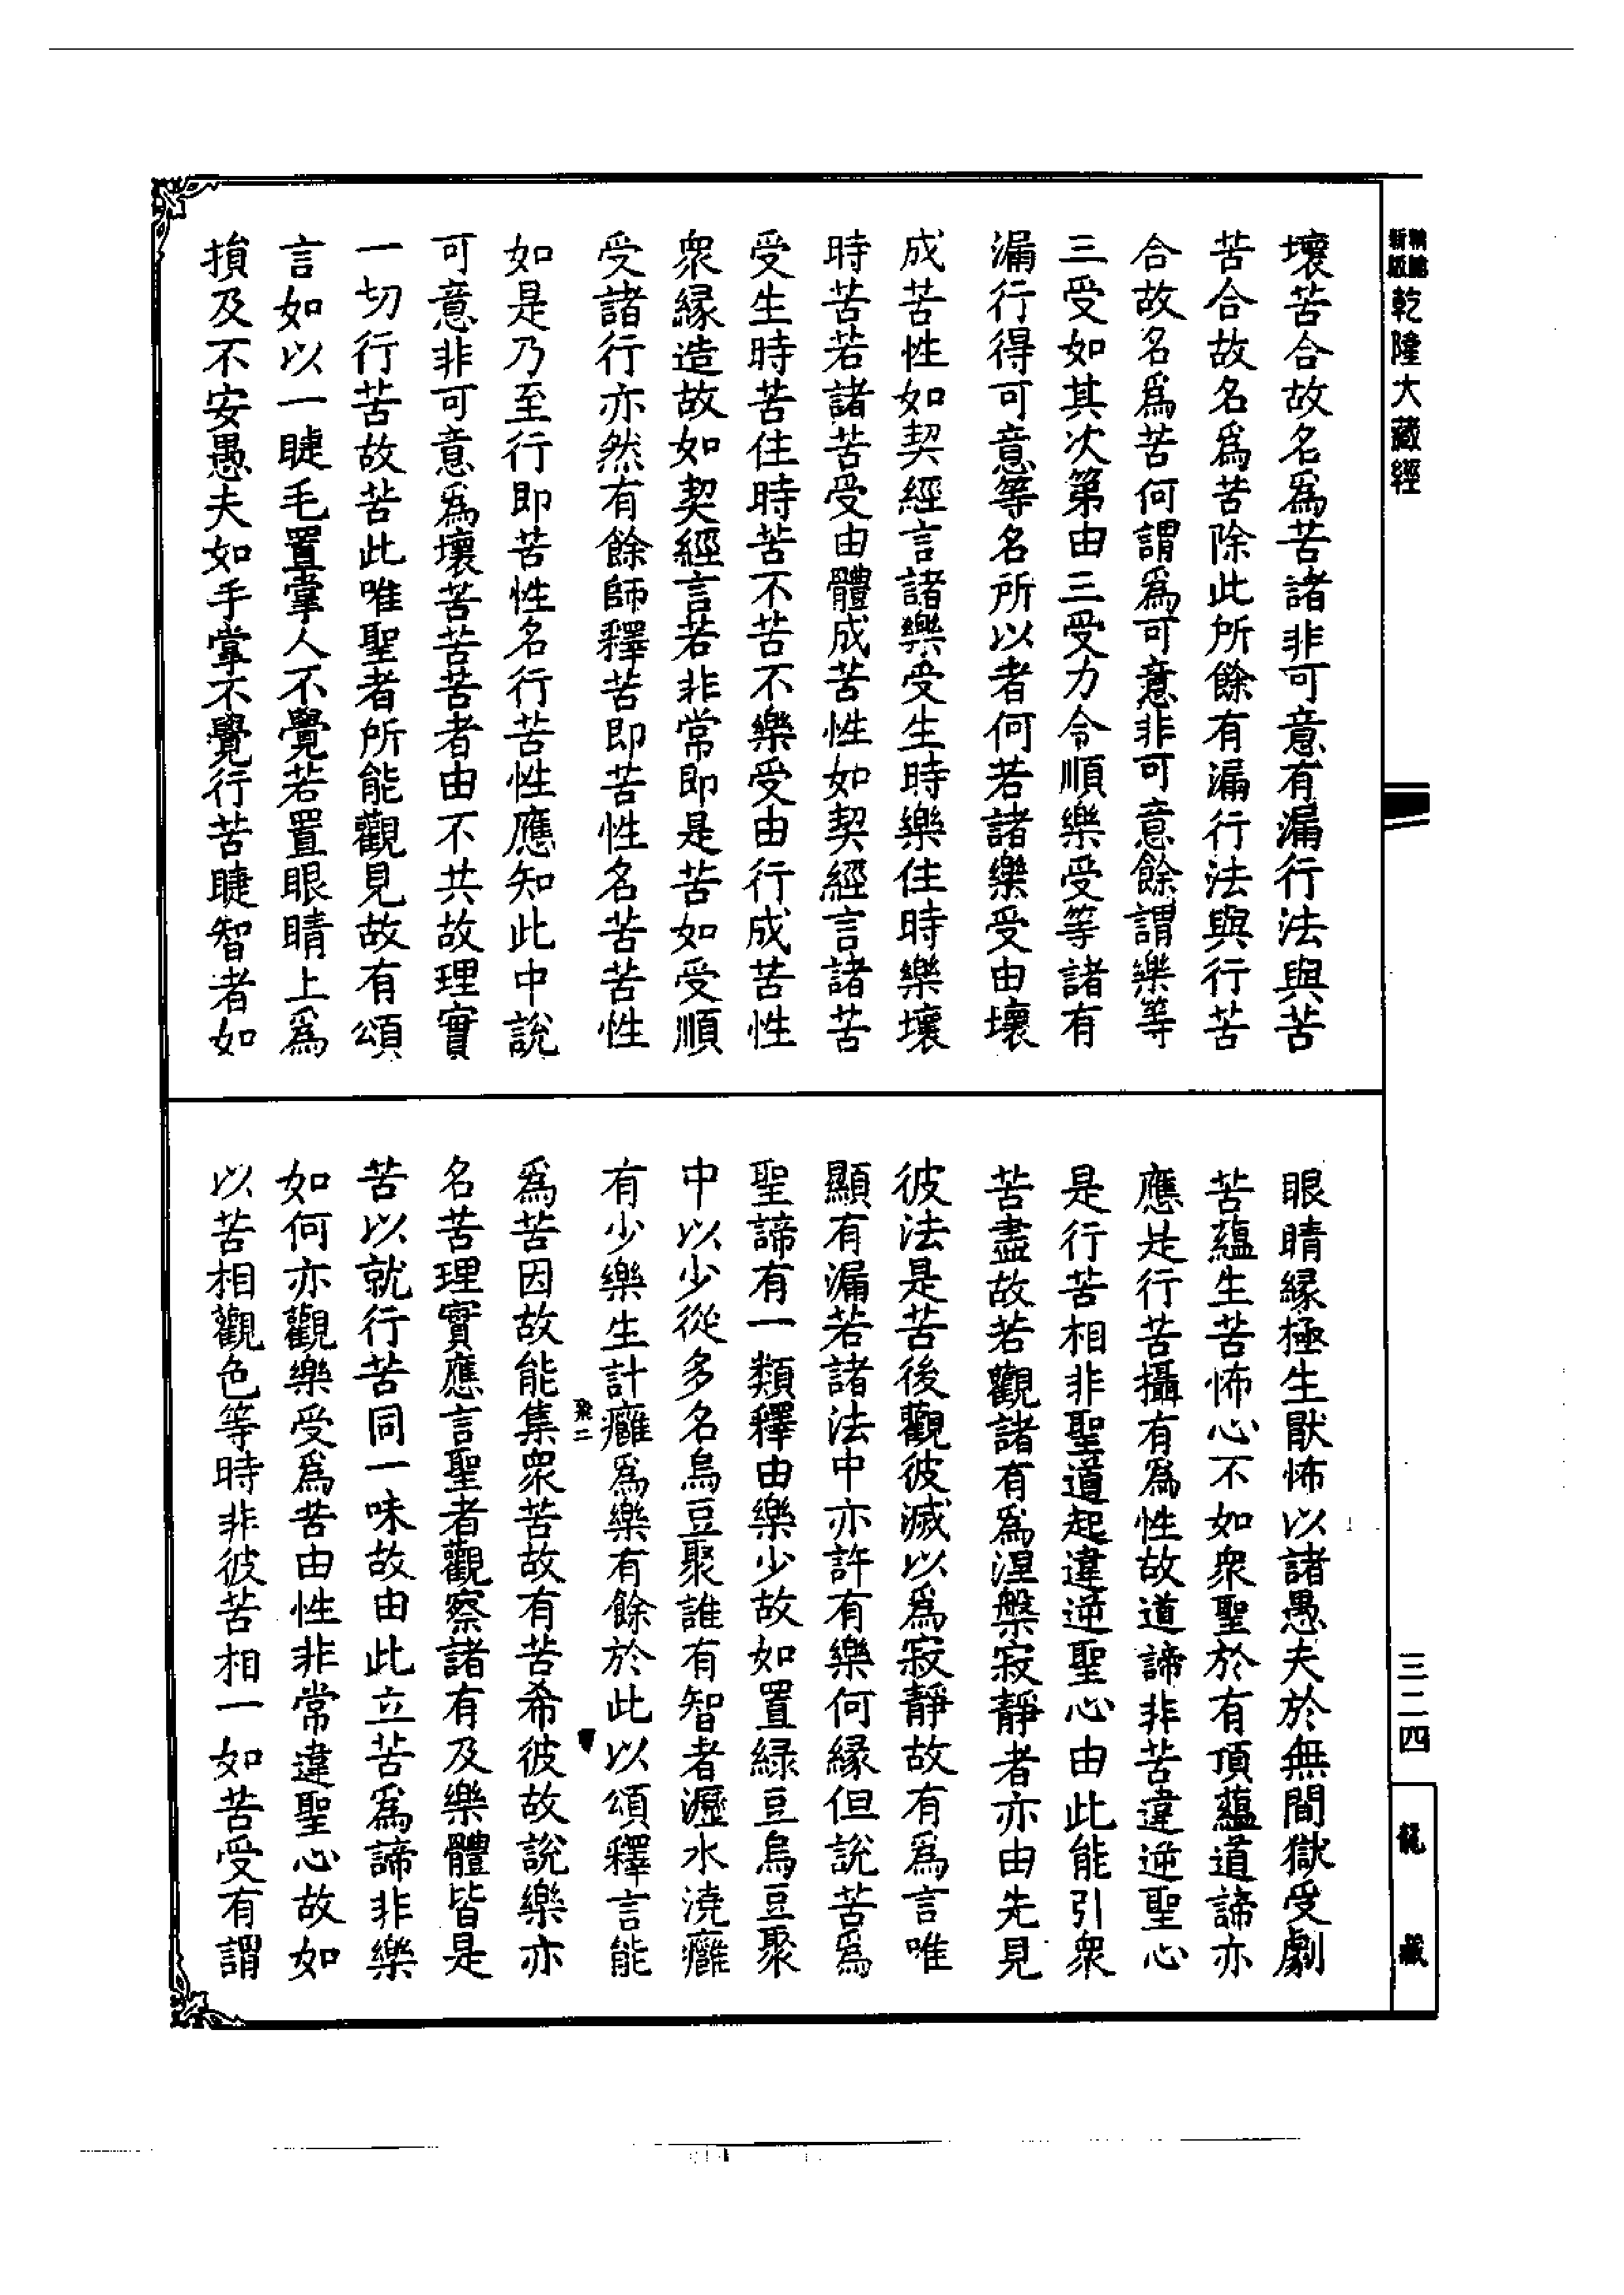 新版
乾隆大藏經
壞苦合故名爲苦諸非可意有漏行法與苦
苦合故名爲苦除此所餘有漏行法與行苦
合故名爲苦何謂爲可意非可意餘謂樂等
三受如其次第由三受力令順樂受等諸有
漏行得可意等名所以者何若諸樂受由壞
成苦性如契經言諸樂受生時樂住時樂壞
時苦若諸苦受由體成苦性如契經言諸苦
受生時苦住時苦不苦不樂受由行成苦性
衆緣造故如契經言若非常即是苦如受順
受諸行亦然有餘師釋苦即苦性名苦苦性
如是乃至行即苦性名行苦性應知此中說
可意非可意爲壞苦苦苦者由不共故理實
一切行苦故苦此唯聖者所能觀見故有頌
言如以一睫毛置掌人不覺若置眼睛上爲
損及不安愚夫如手掌不覺行苦睫智者如
眼睛緣極生厭怖以諸愚夫於無間獄受劇
苦蘊生苦怖心不如衆聖於有頂蘊道諦亦
應是行苦攝有爲性故道諦非苦違逆聖心
是行苦相非聖道起違逆聖心由此能引衆
苦盡故若觀諸有爲涅槃寂靜者亦由先見
彼法是苦後觀彼滅以爲寂靜故有爲言唯
顯有漏若諸法中亦許有樂何緣但說苦爲
聖諦有一類釋由樂少故如置綠豆烏豆聚
中以少從多名烏豆聚誰有智者瀝水澆癰
有少樂生計癰爲樂有餘於此以頌釋言能
爲苦因故能集衆苦故有苦希彼故說樂亦
名苦理實應言聖者觀察諸有及樂體皆是
苦以就行苦同一味故由此立苦爲諦非樂
如何亦觀樂受爲苦由性非常違聖心故如
以苦相觀色等時非彼苦相一如苦受有謂
三二四
龍藏